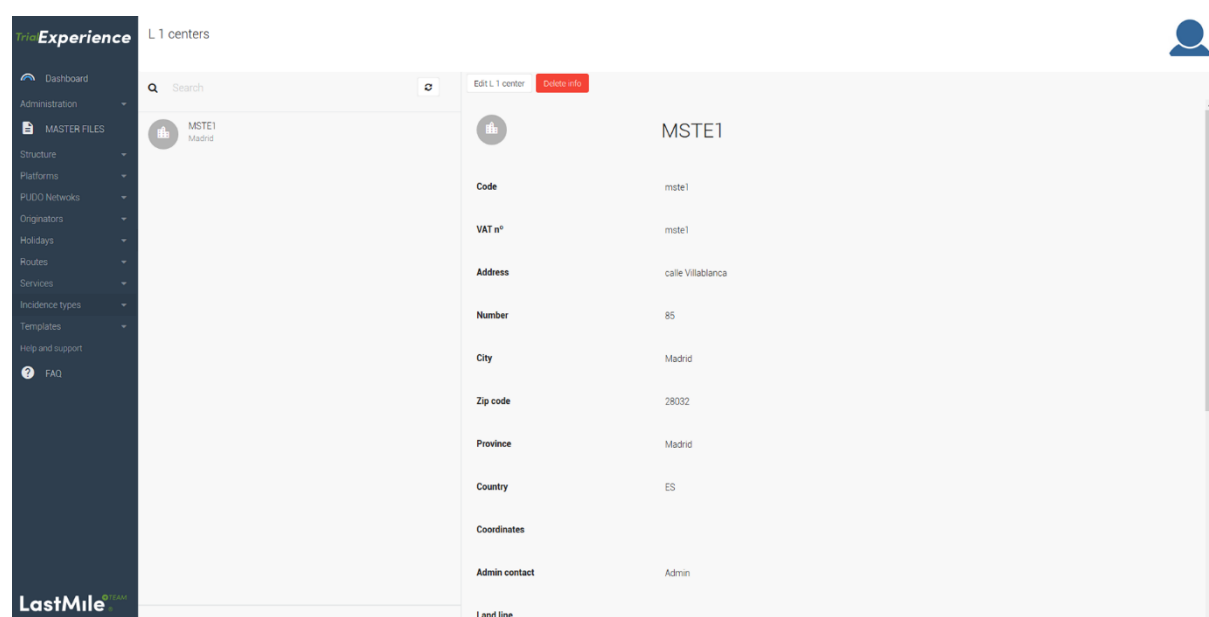 TrialExperience
L 1 centers
Dashboard
Administration
MASTER FILES
Structure
Platforms
PUDO Netwoks
Originators
Holidays
Routes
Services
Incidence types
Templates
Help and support
FAQ
LastMile TEAM
Search
MSTE1
Madrid
Edit L 1 center Delete info
MSTE1
Code mste1
VAT nº mste1
Address calle Villablanca
Number 85
City Madrid
Zip code 28032
Province Madrid
Country ES
Coordinates
Admin contact Admin
Land line